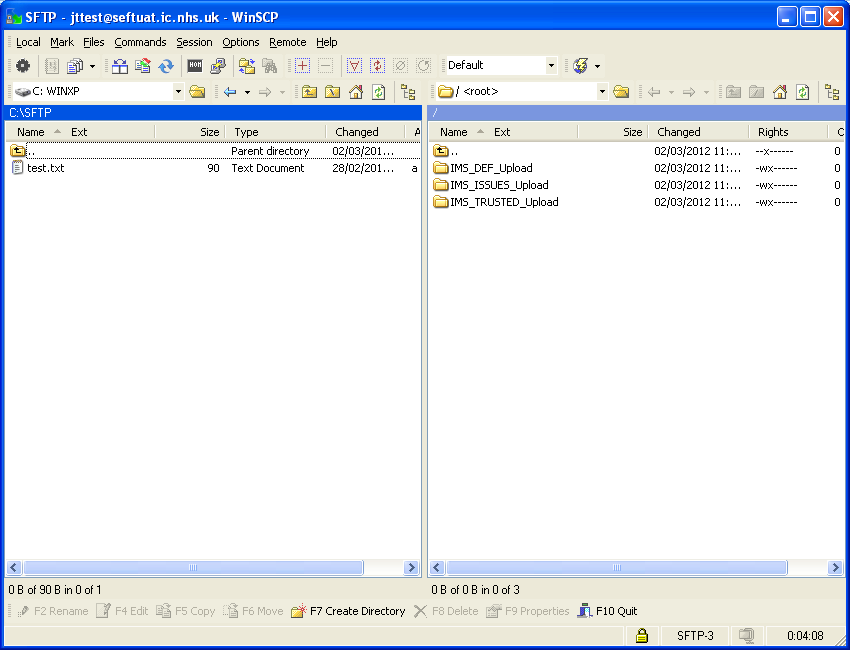 SFTP - jttest@seftuat.ic.nhs.uk - WinSCP
Local Mark Files Commands Session Options Remote Help
Default
C: WINXP
/ <root>
C:\SFTP
/
Name Ext Size Type Changed A
Name Ext Size Changed Rights O
.. Parent directory 02/03/201...
.. 02/03/2012 11:... --x------ 0
test.txt 90 Text Document 28/02/201... a
IMS_DEF_Upload 02/03/2012 11:... -wx------ 0
IMS_ISSUES_Upload 02/03/2012 11:... -wx------ 0
IMS_TRUSTED_Upload 02/03/2012 11:... -wx------ 0
0 B of 90 B in 0 of 1
0 B of 0 B in 0 of 3
F2 Rename F4 Edit F5 Copy F6 Move F7 Create Directory F8 Delete F9 Properties F10 Quit
SFTP-3 0:04:08